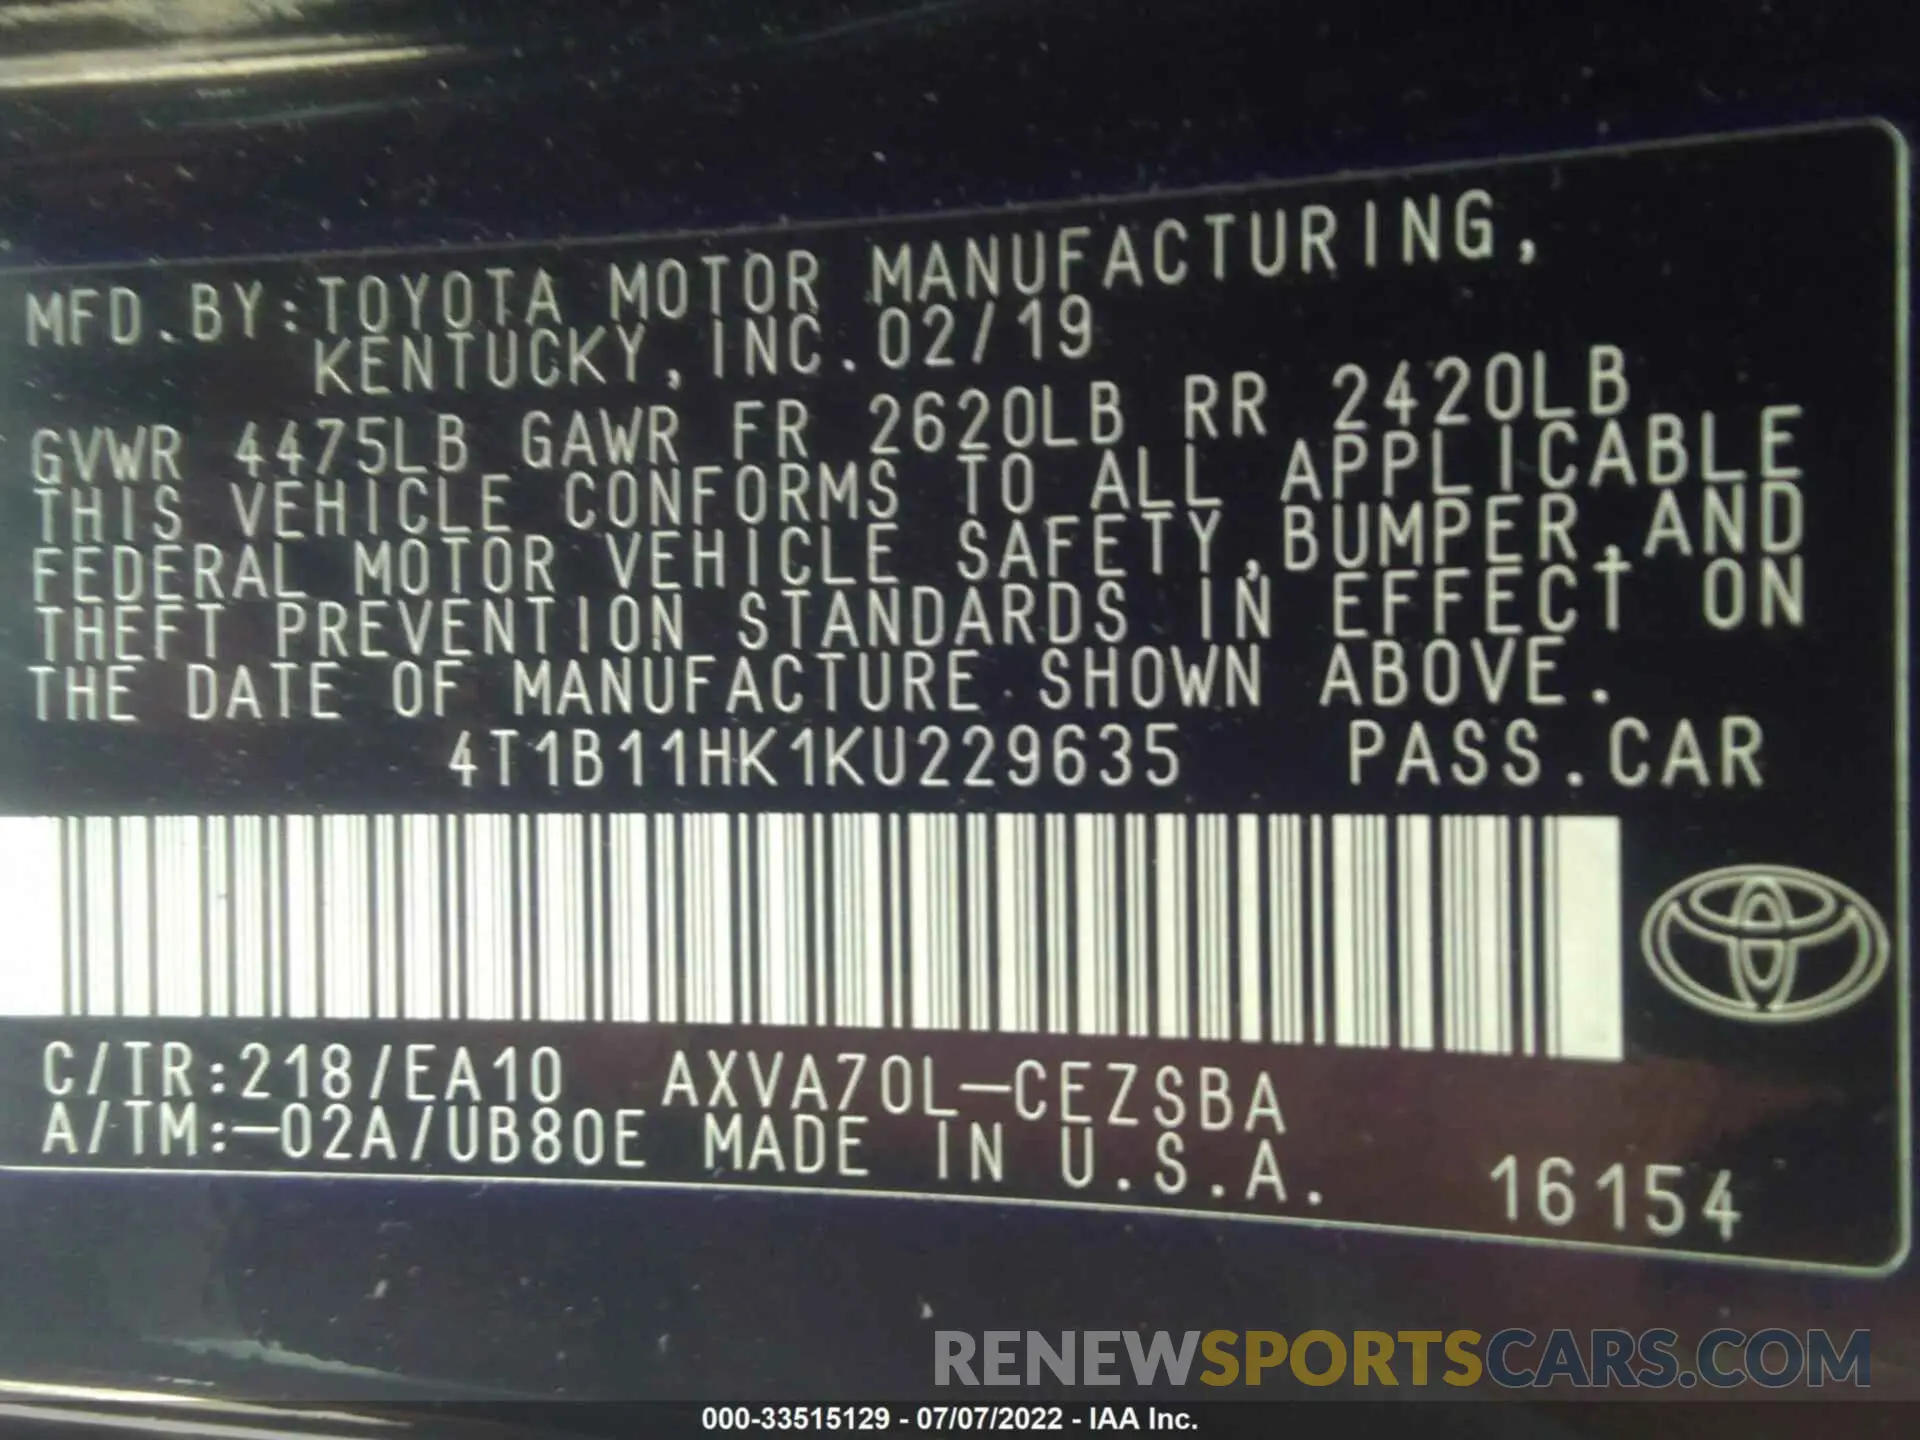 MFD.BY:TOYOTA MOTOR MANUFACTURING,
KENTUCKY,INC.02/19
GVWR 4475LB GAWR FR 2620LB RR 2420LB
THIS VEHICLE CONFORMS TO ALL APPLICABLE
FEDERAL MOTOR VEHICLE SAFETY,BUMPER,AND
THEFT PREVENTION STANDARDS IN EFFECT ON
THE DATE OF MANUFACTURE SHOWN ABOVE.
4T1B11HK1KU229635 PASS.CAR
C/TR:218/EA10 AXVA70L-CEZSBA
A/TM:-02A/UB80E MADE IN U.S.A.
16154
RENEWSPORTSCARS.COM
000-33515129 - 07/07/2022 - IAA Inc.